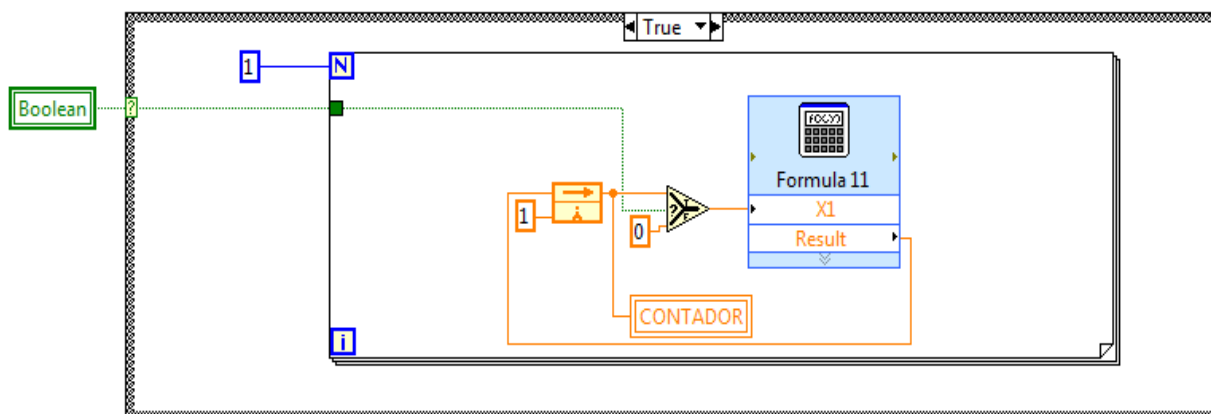 True
1
N
Boolean
?
f(x,y)
Formula 11
1
T
?
F
X1
0
Result
CONTADOR
i